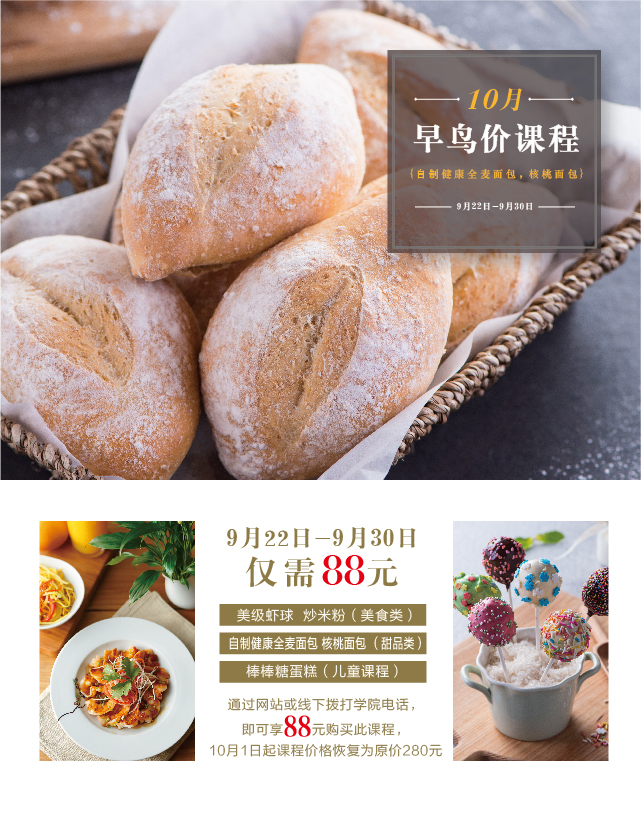 10月
早鸟价课程
{自制健康全麦面包，核桃面包}
9月22日—9月30日
9月22日—9月30日
仅需88元
美级虾球 炒米粉（美食类）
自制健康全麦面包 核桃面包（甜品类）
棒棒糖蛋糕（儿童课程）
通过网站或线下拨打学院电话，
即可享88元购买此课程，
10月1日起课程价格恢复为原价280元